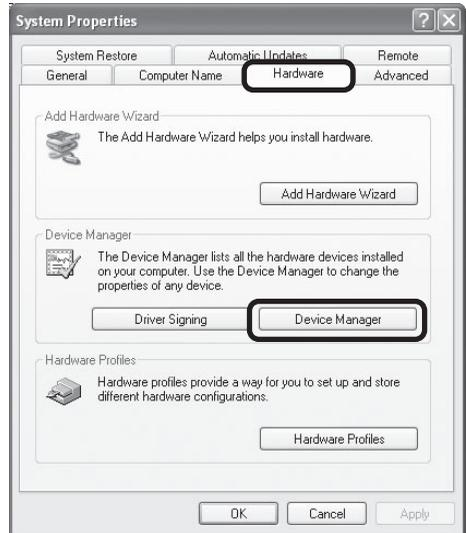 System Properties
System Restore Automatic Updates Remote
General Computer Name Hardware Advanced
Add Hardware Wizard
The Add Hardware Wizard helps you install hardware.
Add Hardware Wizard
Device Manager
The Device Manager lists all the hardware devices installed
on your computer. Use the Device Manager to change the
properties of any device.
Driver Signing Device Manager
Hardware Profiles
Hardware profiles provide a way for you to set up and store
different hardware configurations.
Hardware Profiles
OK Cancel Apply